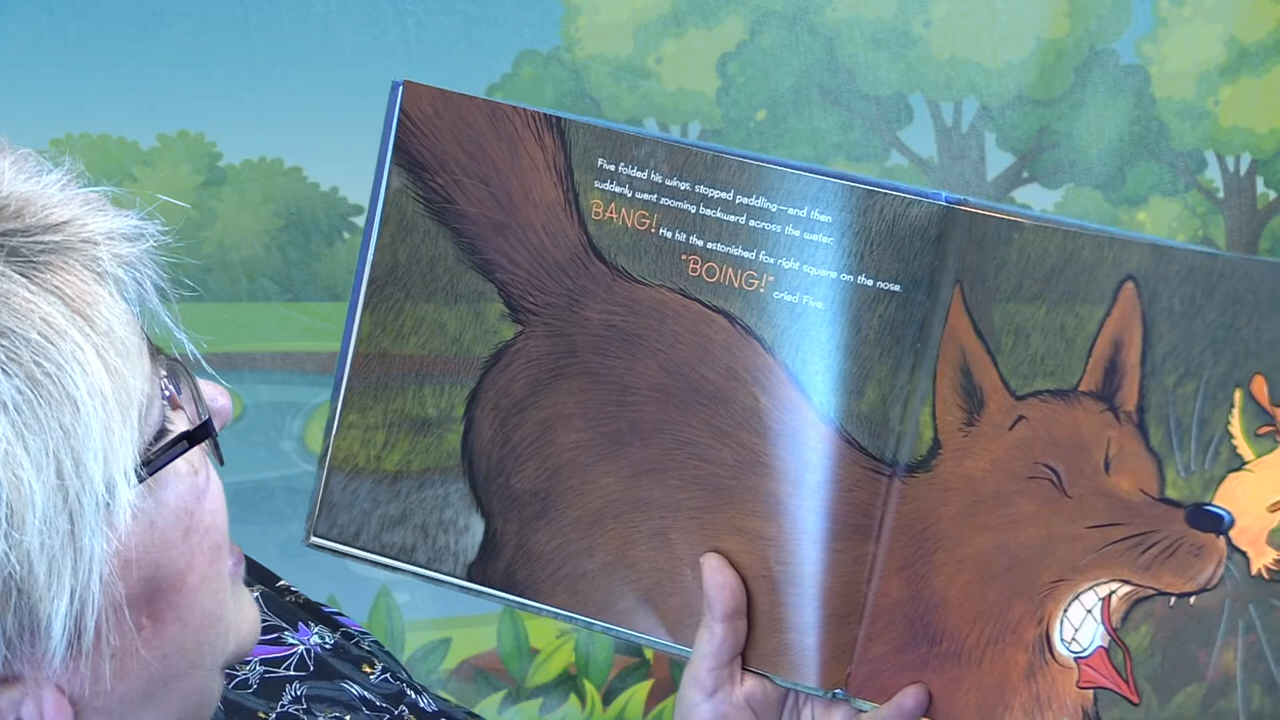 Five folded his wings, stopped paddling—and then
suddenly went zooming backward across the water.
BANG! He hit the astonished fox right square on the nose.
"BOING!" cried Five.